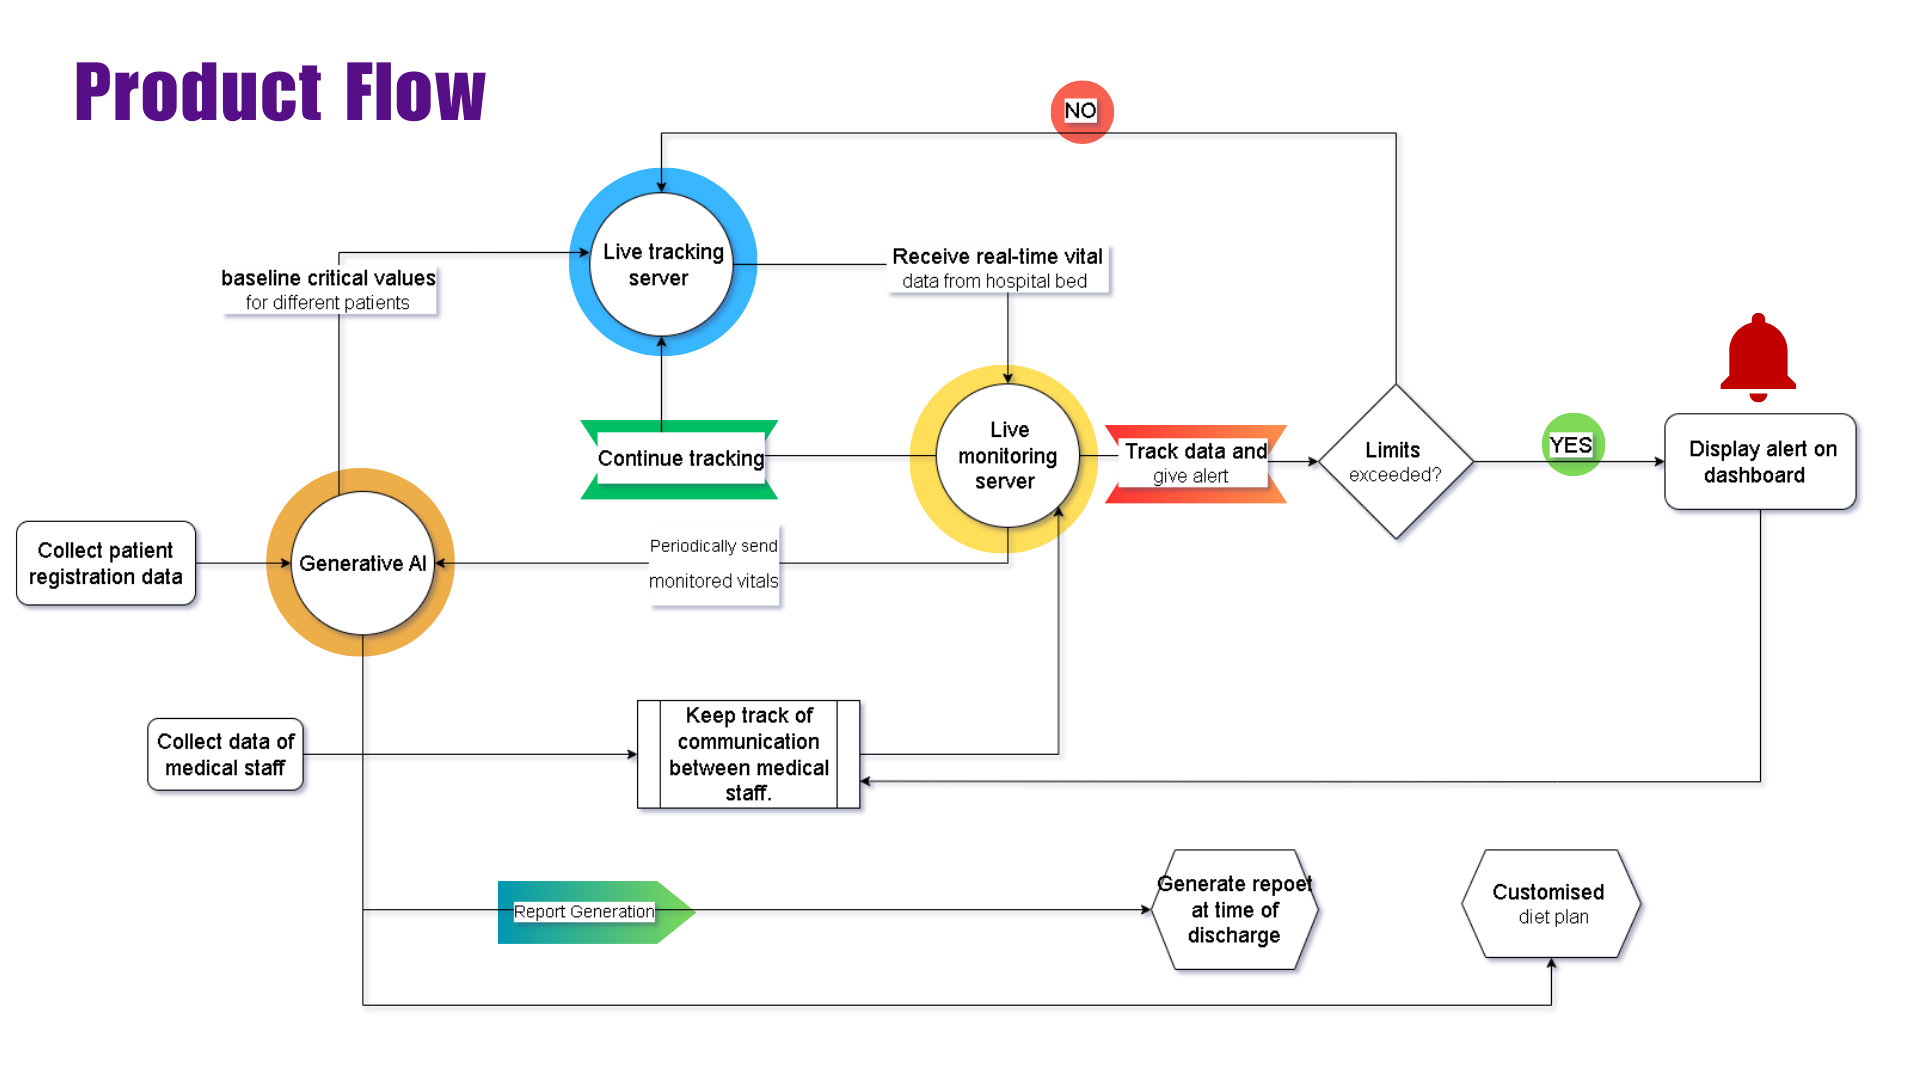 Product Flow
NO
Live tracking
server
Receive real-time vital
data from hospital bed
baseline critical values
for different patients
Live
monitoring
server
Continue tracking
Track data and
give alert
Limits
exceeded?
YES
Display alert on
dashboard
Collect patient
registration data
Generative AI
Periodically send
monitored vitals
Collect data of
medical staff
Keep track of
communication
between medical
staff.
Report Generation
Generate repoet
at time of
discharge
Customised
diet plan